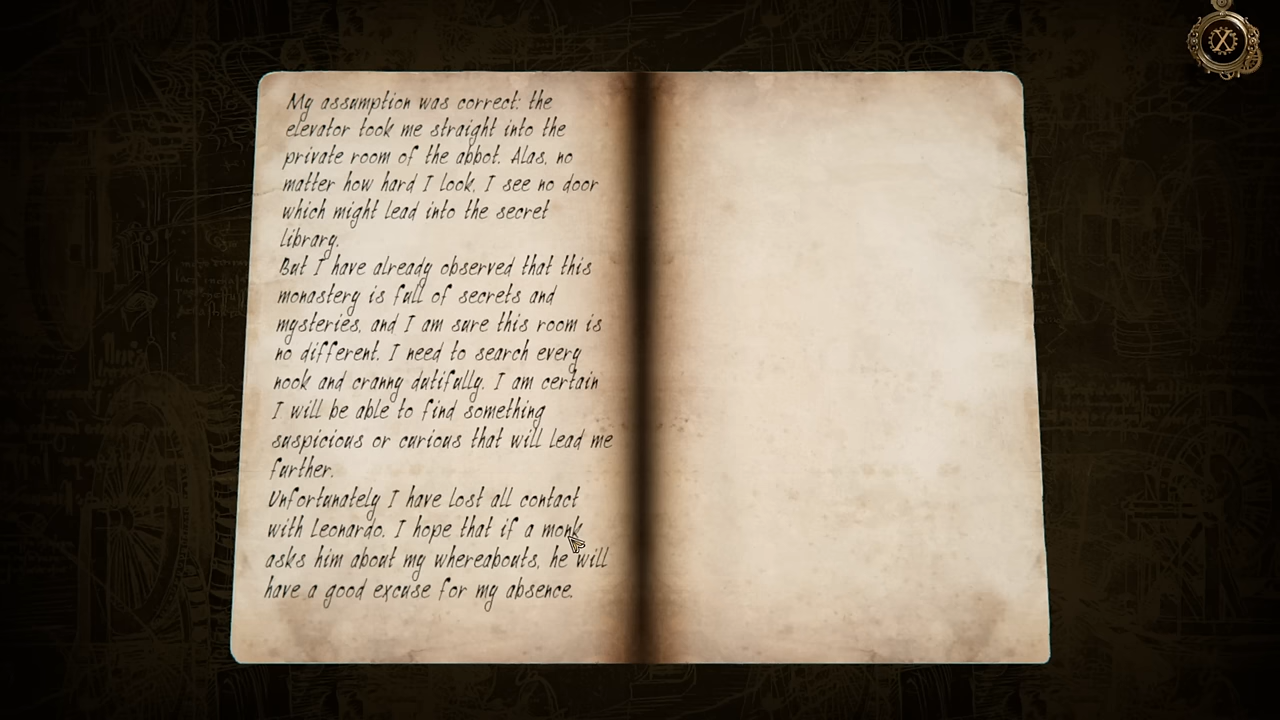 My assumption was correct: the
elevator took me straight into the
private room of the abbot. Alas, no
matter how hard I look, I see no door
which might lead into the secret
library.
But I have already observed that this
monastery is full of secrets and
mysteries, and I am sure this room is
no different. I need to search every
nook and cranny dutifully. I am certain
I will be able to find something
suspicious or curious that will lead me
further.
Unfortunately I have lost all contact
with Leonardo. I hope that if a monk
asks him about my whereabouts, he will
have a good excuse for my absence.
X